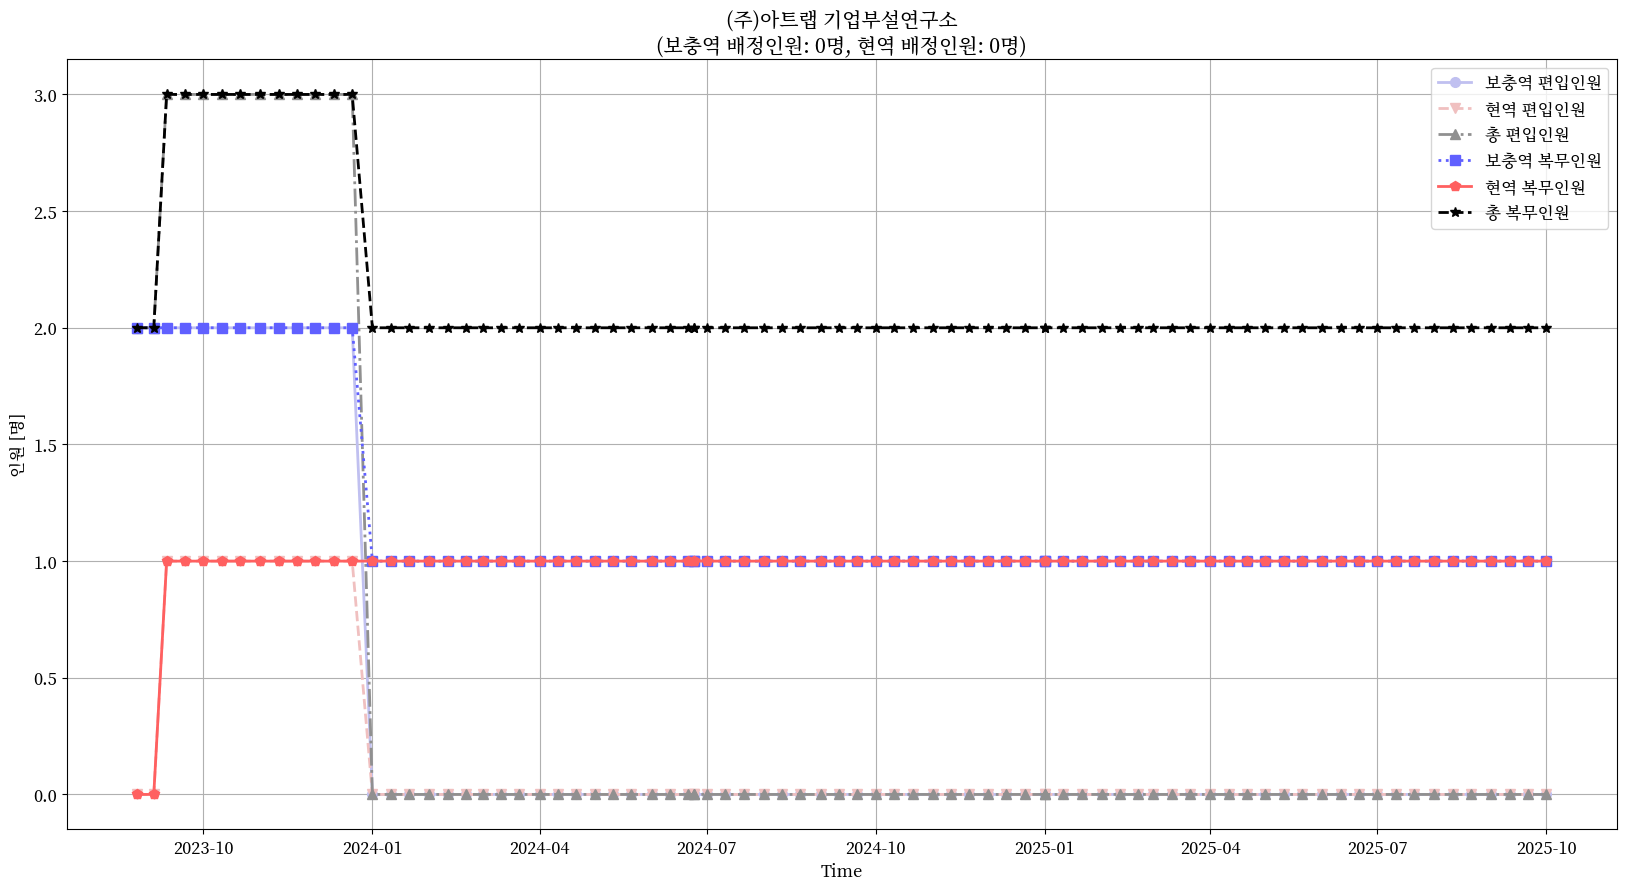 (주)아트랩 기업부설연구소
(보충역 배정인원: 0명, 현역 배정인원: 0명)
보충역 편입인원
현역 편입인원
총 편입인원
보충역 복무인원
현역 복무인원
총 복무인원
3.0
2.5
2.0
1.5
1.0
0.5
0.0
인원 [명]
2023-10
2024-01
2024-04
2024-07
2024-10
2025-01
2025-04
2025-07
2025-10
Time